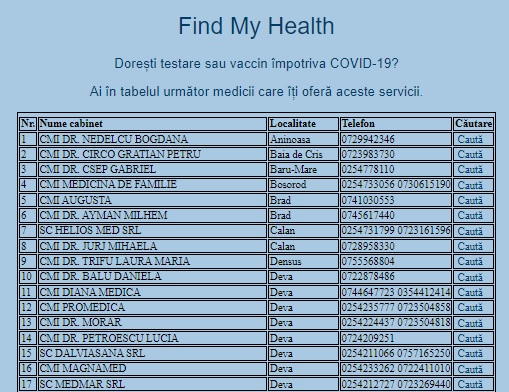 Find My Health
Dorești testare sau vaccin împotriva COVID-19?
Ai în tabelul următor medicii care îți oferă aceste servicii.
Nr. Nume cabinet Localitate Telefon Căutare
1 CMI DR. NEDELCU BOGDANA Aninoasa 0729942346 Caută
2 CMI DR. CIRCO GRATIAN PETRU Baia de Cris 0723983730 Caută
3 CMI DR. CSEP GABRIEL Baru-Mare 0254778110 Caută
4 CMI MEDICINA DE FAMILIE Bosorod 0254733056 0730615190 Caută
5 CMI AUGUSTA Brad 0741030553 Caută
6 CMI DR. AYMAN MILHEM Brad 0745617440 Caută
7 SC HELIOS MED SRL Calan 0254731799 0723161596 Caută
8 CMI DR. JURJ MIHAELA Calan 0728958330 Caută
9 CMI DR. TRIFU LAURA MARIA Densus 0755568804 Caută
10 CMI DR. BALU DANIELA Deva 0722878486 Caută
11 CMI DIANA MEDICA Deva 0744647723 0354412414 Caută
12 CMI PROMEDICA Deva 0254235777 0723504858 Caută
13 CMI DR. MORAR Deva 0254224437 0723504818 Caută
14 CMI DR. PETROESCU LUCIA Deva 0724209251 Caută
15 SC DALVIASANA SRL Deva 0254211066 0757165250 Caută
16 CMI MAGNAMED Deva 0254233262 0722411010 Caută
17 SC MEDMAR SRL Deva 0254212727 0723269440 Caută